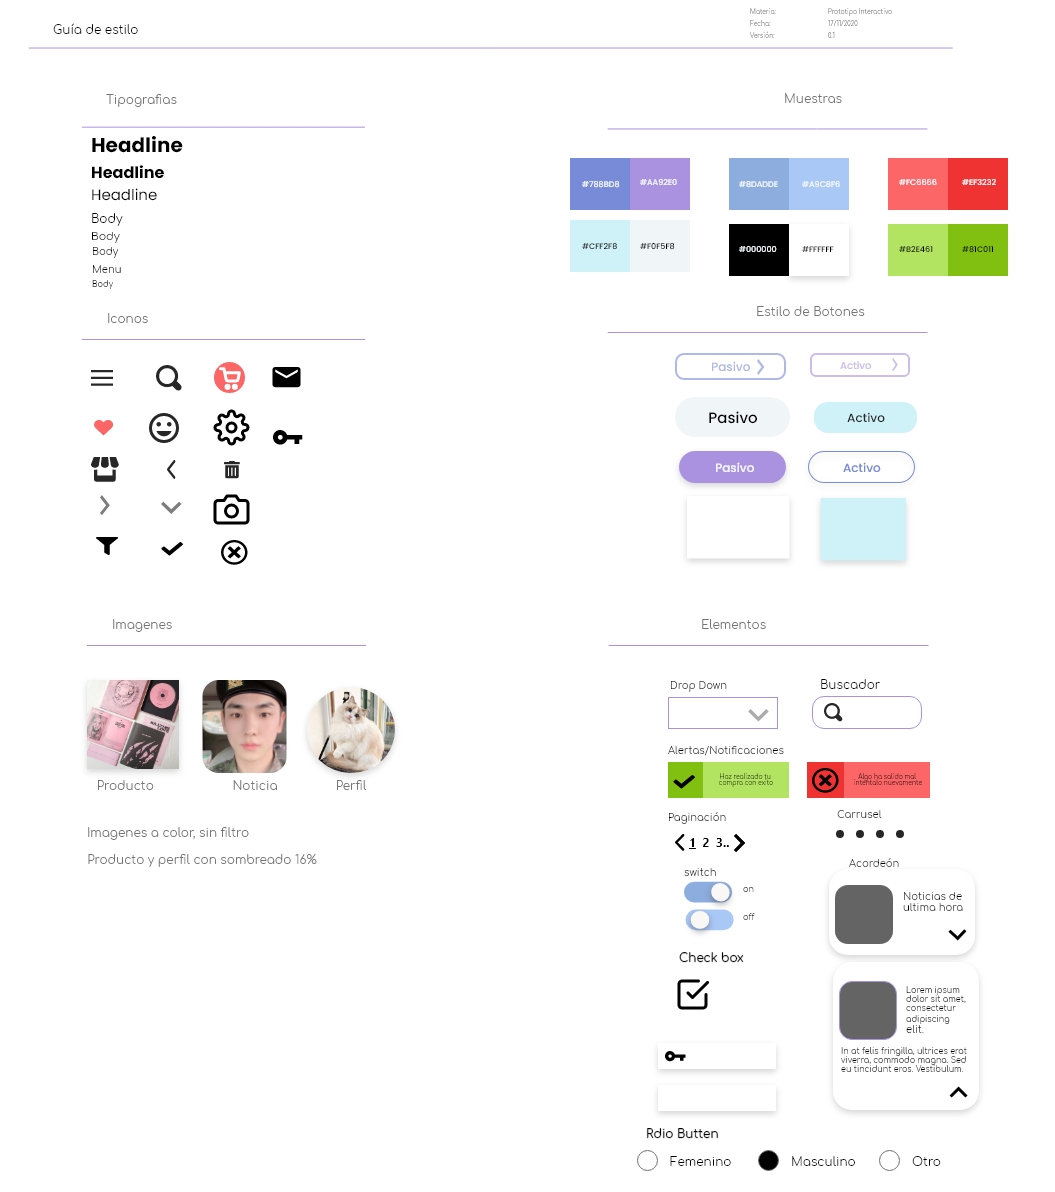 Guía de estilo
Materia: Prototipo Interactivo
Fecha: 17/11/2020
Versión: 0.1
Tipografias
Headline
Headline
Headline
Body
Body
Body
Menu
Body
Muestras
#788BD8 #AA92E0
#8DADDE #A9C8F6
#FC6666 #EF3232
#CFF2F8 #F0F5F8
#000000 #FFFFFF
#B2E461 #81C011
Iconos
Estilo de Botones
Pasivo Activo
Pasivo Activo
Pasivo Activo
Imagenes
Producto Noticia Perfil
Imagenes a color, sin filtro
Producto y perfil con sombreado 16%
Elementos
Drop Down
Buscador
Alertas/Notificaciones
Haz realizado tu
compra con exito
Algo ha salido mal
inténtalo nuevamente
Paginación
1 2 3..
Carrusel
switch
on
off
Acordeón
Noticias de
ultima hora
Check box
Lorem ipsum
dolor sit amet,
consectetur
adipiscing
elit.
In at felis fringilla, ultrices erat
viverra, commodo magna. Sed
eu tincidunt eros. Vestibulum.
Rdio Butten
Femenino Masculino Otro